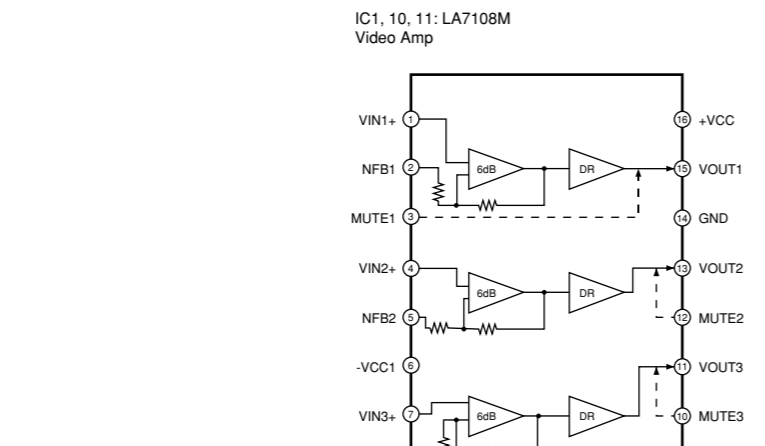 IC1, 10, 11: LA7108M
Video Amp
VIN1+ 1 16 +VCC
NFB1 2 6dB DR 15 VOUT1
MUTE1 3 14 GND
VIN2+ 4 13 VOUT2
6dB DR
NFB2 5 12 MUTE2
-VCC1 6 11 VOUT3
VIN3+ 7 6dB DR 10 MUTE3